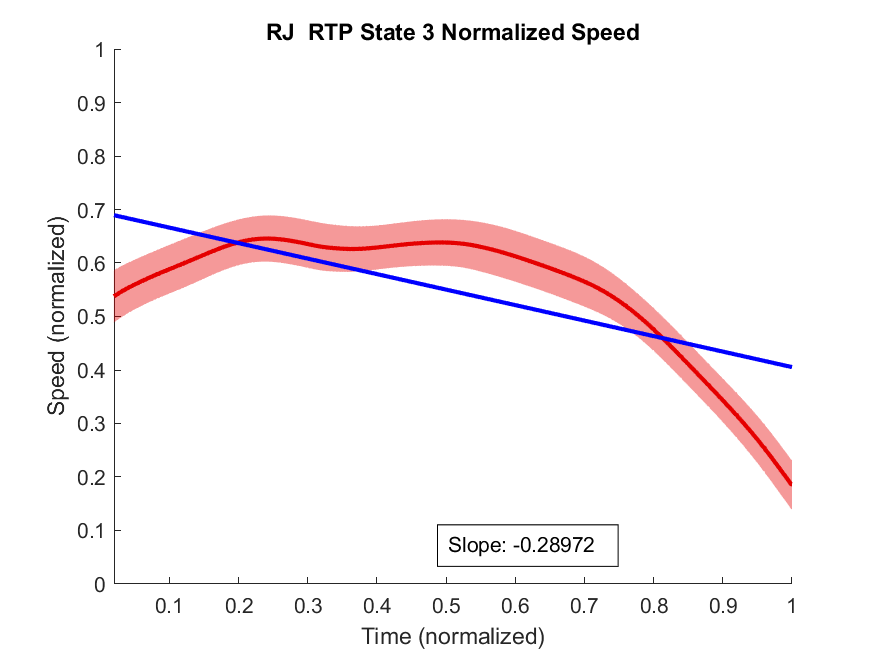 RJ  RTP State 3 Normalized Speed
1
0.9
0.8
0.7
0.6
0.5
0.4
0.3
0.2
0.1
0
Speed (normalized)
Slope: -0.28972
0.1 0.2 0.3 0.4 0.5 0.6 0.7 0.8 0.9 1
Time (normalized)